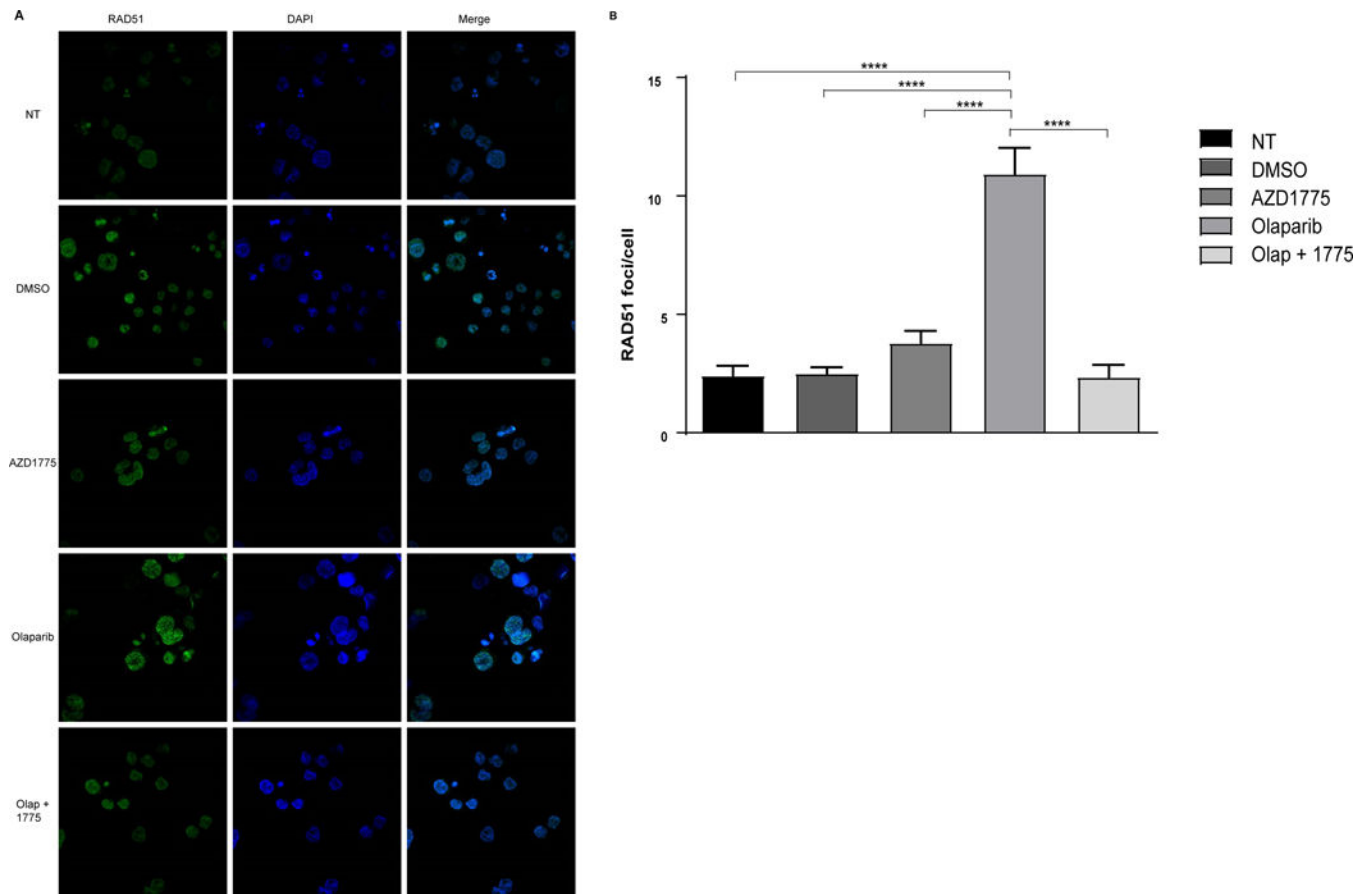 A
RAD51 DAPI Merge
NT
DMSO
AZD1775
Olaparib
Olap +
1775
B
****
****
****
****
15
10
5
0
RAD51 foci/cell
NT
DMSO
AZD1775
Olaparib
Olap + 1775